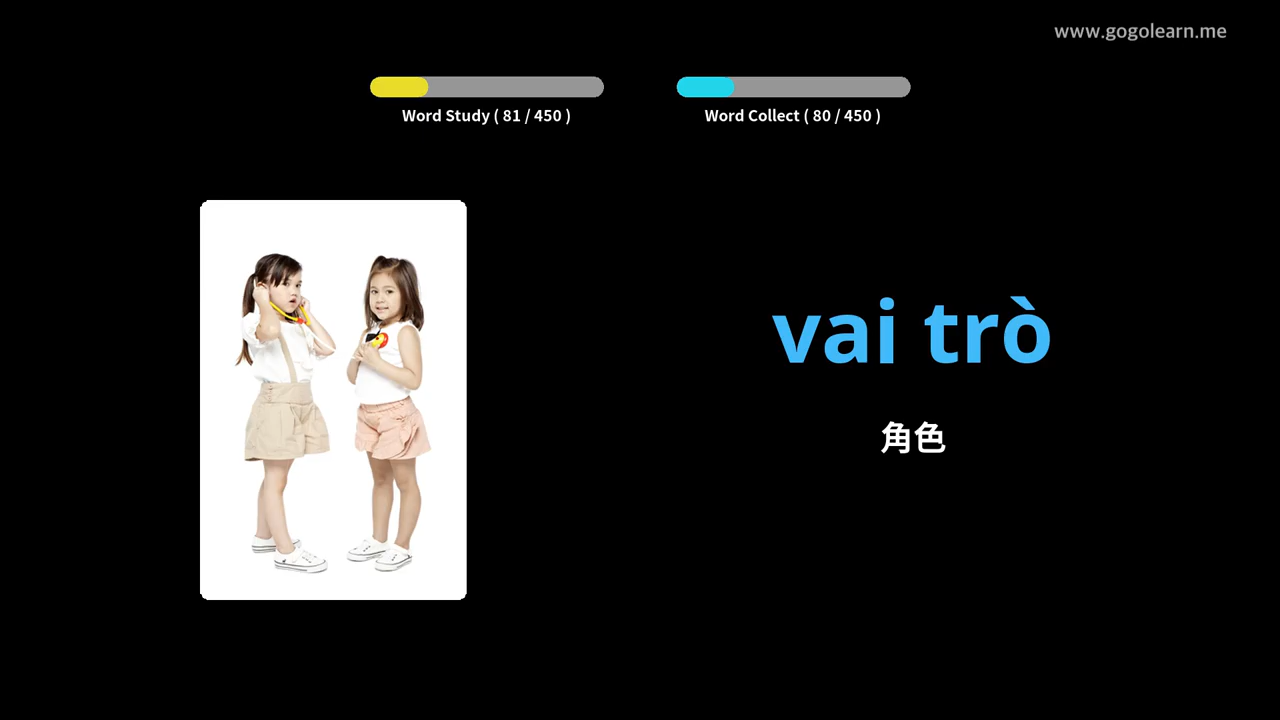 www.gogolearn.me
Word Study ( 81 / 450 )
Word Collect ( 80 / 450 )
vai trò
角色